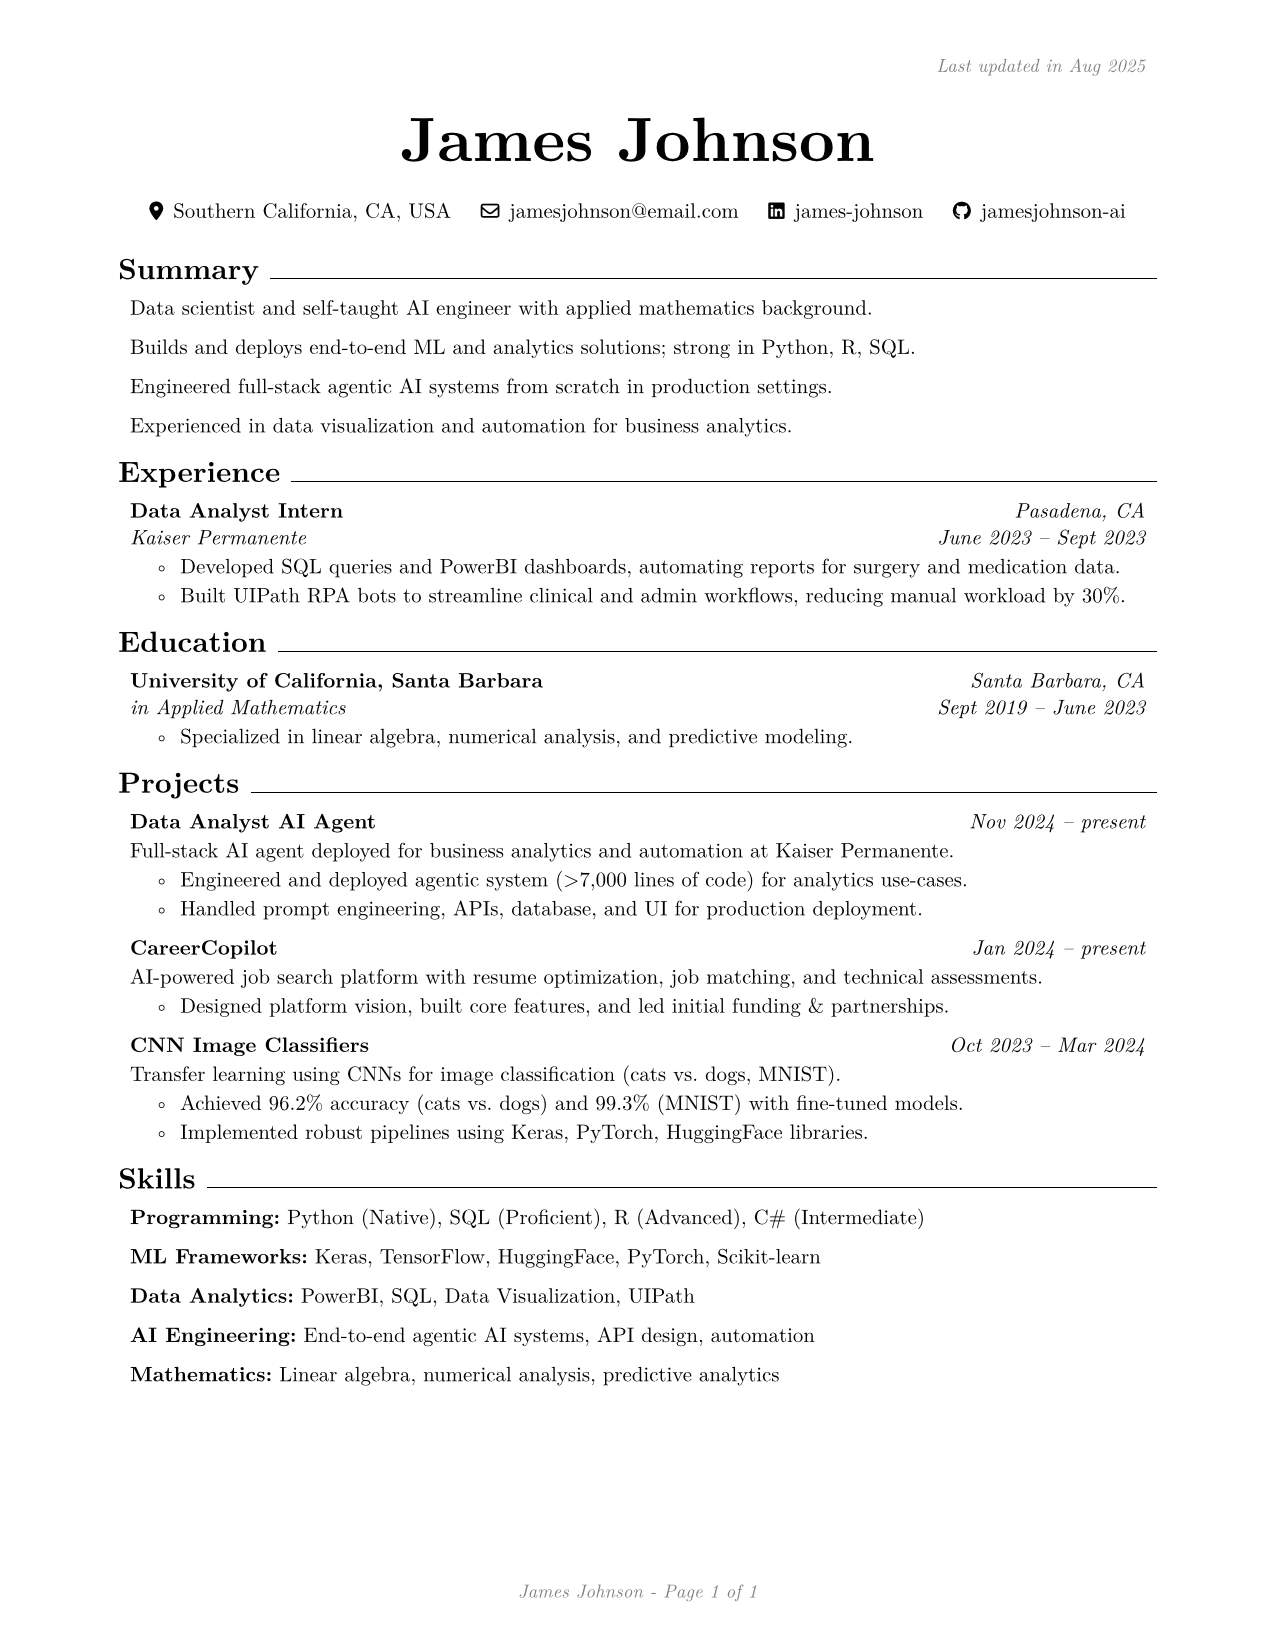 Last updated in Aug 2025
James Johnson
Southern California, CA, USA jamesjohnson@email.com james-johnson jamesjohnson-ai
Summary
Data scientist and self-taught AI engineer with applied mathematics background.
Builds and deploys end-to-end ML and analytics solutions; strong in Python, R, SQL.
Engineered full-stack agentic AI systems from scratch in production settings.
Experienced in data visualization and automation for business analytics.
Experience
Data Analyst Intern Pasadena, CA
Kaiser Permanente June 2023 – Sept 2023
◦ Developed SQL queries and PowerBI dashboards, automating reports for surgery and medication data.
◦ Built UIPath RPA bots to streamline clinical and admin workflows, reducing manual workload by 30%.
Education
University of California, Santa Barbara Santa Barbara, CA
in Applied Mathematics Sept 2019 – June 2023
◦ Specialized in linear algebra, numerical analysis, and predictive modeling.
Projects
Data Analyst AI Agent Nov 2024 – present
Full-stack AI agent deployed for business analytics and automation at Kaiser Permanente.
◦ Engineered and deployed agentic system (>7,000 lines of code) for analytics use-cases.
◦ Handled prompt engineering, APIs, database, and UI for production deployment.
CareerCopilot Jan 2024 – present
AI-powered job search platform with resume optimization, job matching, and technical assessments.
◦ Designed platform vision, built core features, and led initial funding & partnerships.
CNN Image Classifiers Oct 2023 – Mar 2024
Transfer learning using CNNs for image classification (cats vs. dogs, MNIST).
◦ Achieved 96.2% accuracy (cats vs. dogs) and 99.3% (MNIST) with fine-tuned models.
◦ Implemented robust pipelines using Keras, PyTorch, HuggingFace libraries.
Skills
Programming: Python (Native), SQL (Proficient), R (Advanced), C# (Intermediate)
ML Frameworks: Keras, TensorFlow, HuggingFace, PyTorch, Scikit-learn
Data Analytics: PowerBI, SQL, Data Visualization, UIPath
AI Engineering: End-to-end agentic AI systems, API design, automation
Mathematics: Linear algebra, numerical analysis, predictive analytics
James Johnson - Page 1 of 1